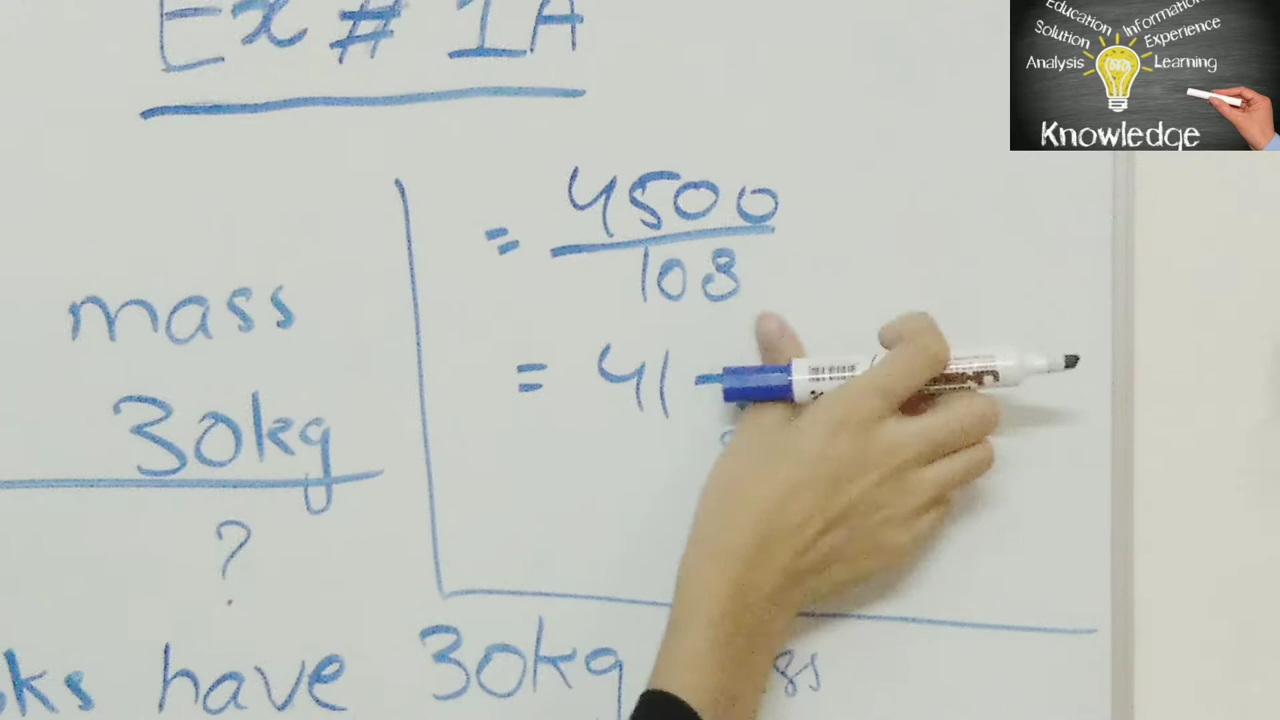 Ex # 1A
Education Information
Solution Experience
Analysis Learning
Knowledge
= 4500
108
mass
30kg
?
= 41
have 30kg